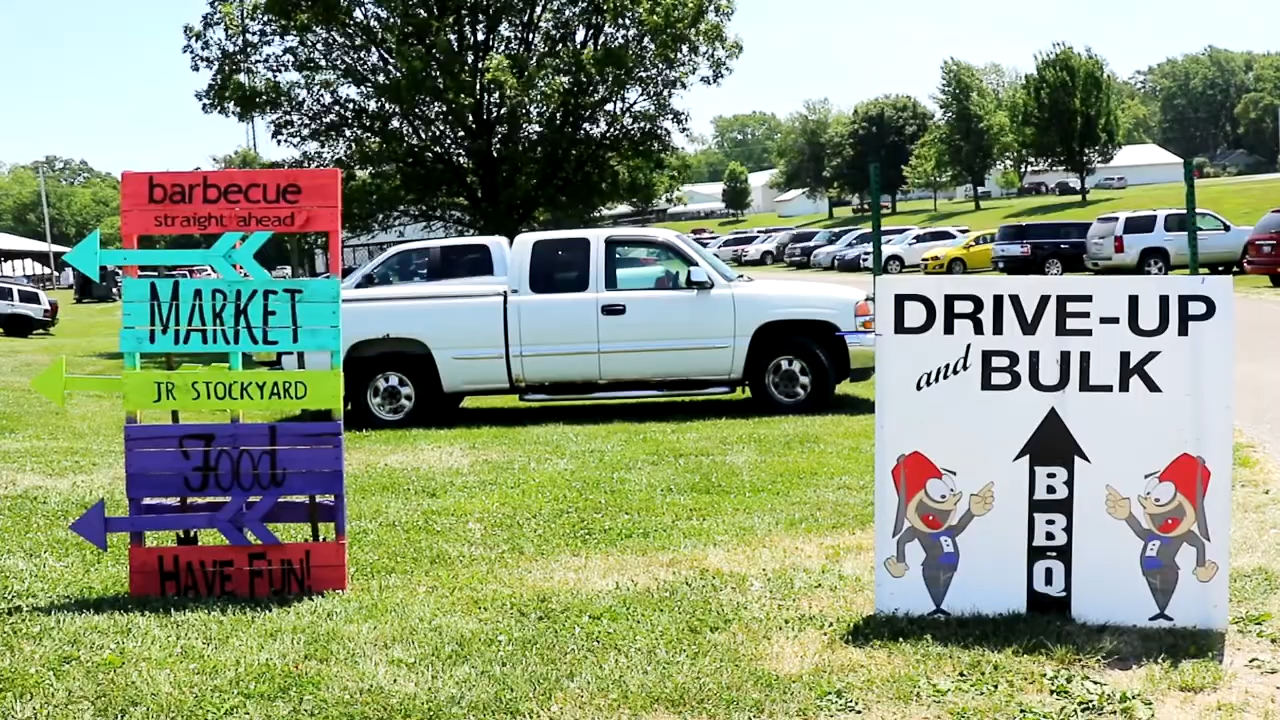 barbecue
straight ahead
MARKET
JR STOCKYARD
Food
HAVE FUN!
DRIVE-UP
and BULK
BBQ